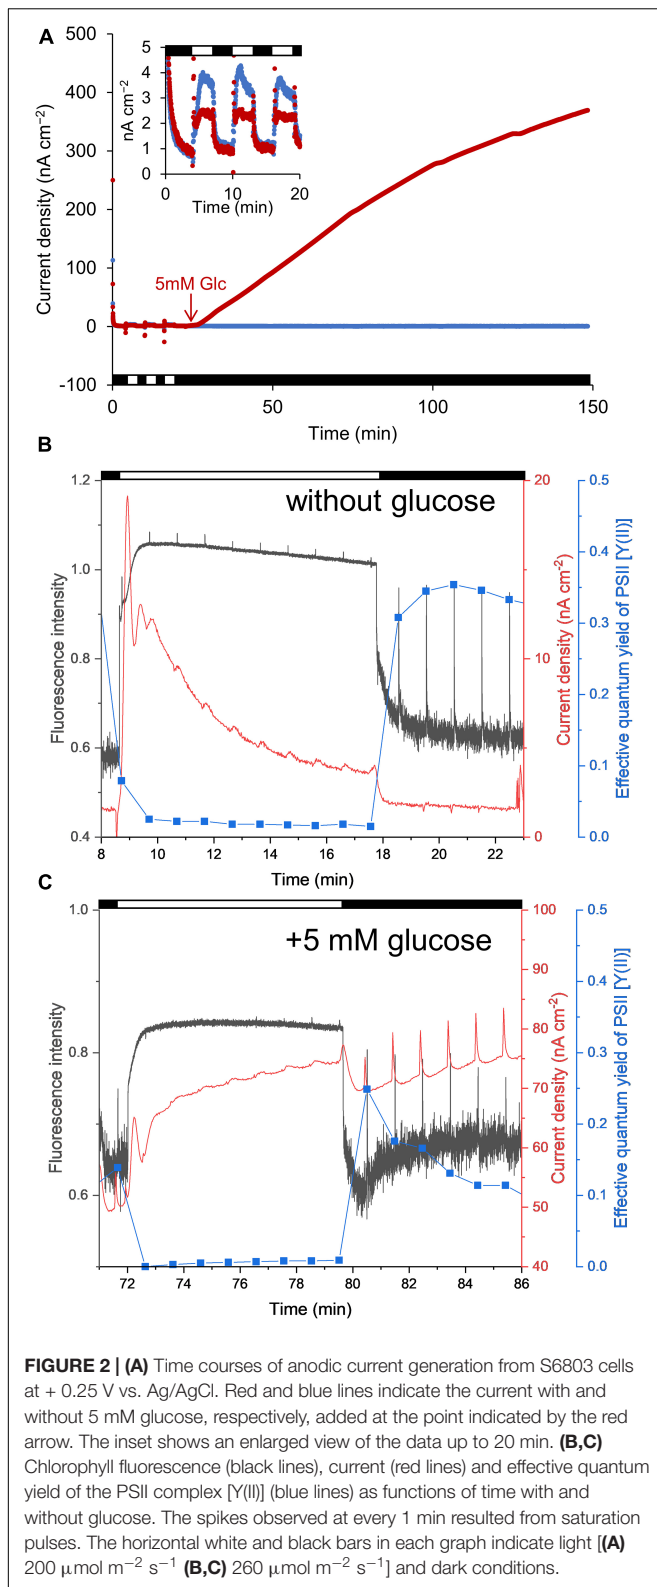 A
500
400
300
200
100
0
-100
Current density (nA cm⁻²)
5
4
3
2
1
0
nA cm⁻²
0 10 20
Time (min)
5mM Glc
0 50 100 150
Time (min)
B
without glucose
1.2
1.0
0.8
0.6
0.4
Fluorescence intensity
20
10
0
Current density (nA cm⁻²)
0.5
0.4
0.3
0.2
0.1
0.0
Effective quantum yield of PSII [Y(II)]
8 10 12 14 16 18 20 22
Time (min)
C
+5 mM glucose
1.0
0.8
0.6
Fluorescence intensity
100
90
80
70
60
50
40
Current density (nA cm⁻²)
0.5
0.4
0.3
0.2
0.1
0.0
Effective quantum yield of PSII [Y(II)]
72 74 76 78 80 82 84 86
Time (min)
FIGURE 2 | (A) Time courses of anodic current generation from S6803 cells
at + 0.25 V vs. Ag/AgCl. Red and blue lines indicate the current with and
without 5 mM glucose, respectively, added at the point indicated by the red
arrow. The inset shows an enlarged view of the data up to 20 min. (B,C)
Chlorophyll fluorescence (black lines), current (red lines) and effective quantum
yield of the PSII complex [Y(II)] (blue lines) as functions of time with and
without glucose. The spikes observed at every 1 min resulted from saturation
pulses. The horizontal white and black bars in each graph indicate light [(A)
200 μmol m⁻² s⁻¹ (B,C) 260 μmol m⁻² s⁻¹] and dark conditions.